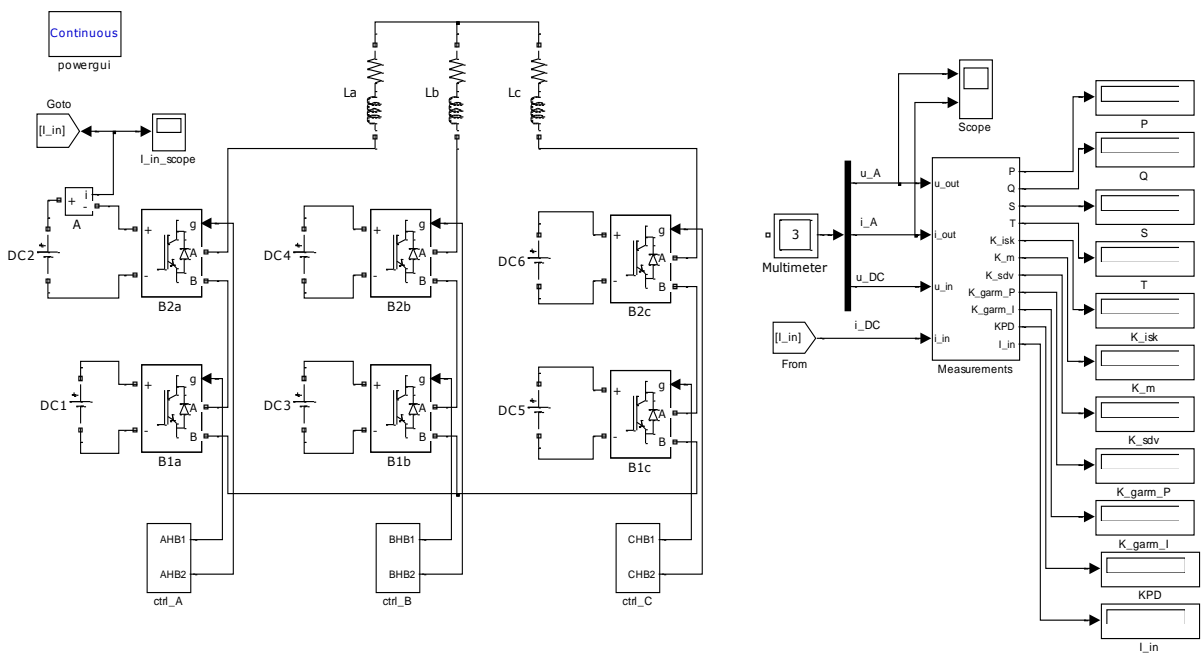 Continuous
powergui
Goto
[I_in]
I_in_scope
La
Lb
Lc
+
i
-
A
DC2
+
-
g
A
B
B2a
DC4
+
-
g
A
B
B2b
DC6
+
-
g
A
B
B2c
DC1
+
-
g
A
B
B1a
DC3
+
-
g
A
B
B1b
DC5
+
-
g
A
B
B1c
AHB1
AHB2
ctrl_A
BHB1
BHB2
ctrl_B
CHB1
CHB2
ctrl_C
Scope
3
Multimeter
[I_in]
From
u_A
i_A
u_DC
i_DC
u_out
i_out
u_in
i_in
P
Q
S
T
K_isk
K_m
K_sdv
K_garm_P
K_garm_I
KPD
I_in
Measurements
P
Q
S
T
K_isk
K_m
K_sdv
K_garm_P
K_garm_I
KPD
I_in